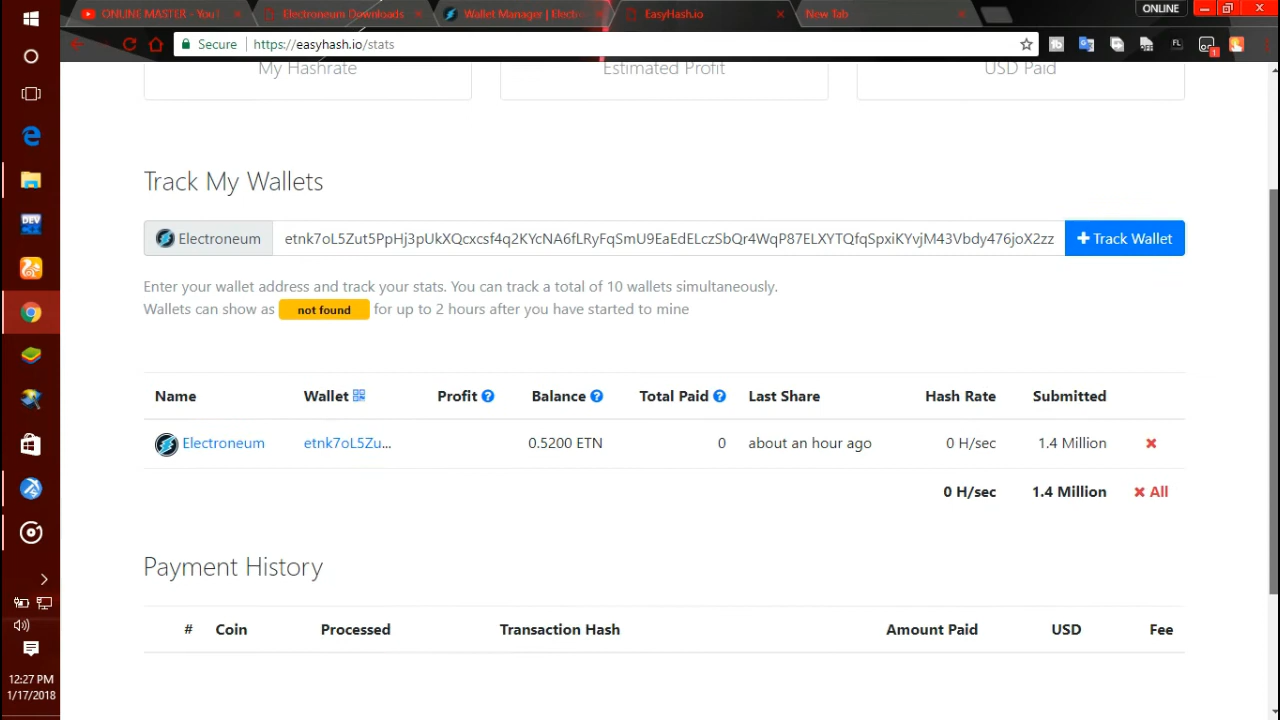 ONLINE MASTER - YouT
Electroneum Downloads
Wallet Manager | Electr
EasyHash.io
New Tab
ONLINE
Secure
https://easyhash.io/stats
FL
1
My Hashrate
Estimated Profit
USD Paid
Track My Wallets
Electroneum
etnk7oL5Zut5PpHj3pUkXQcxcsf4q2KYcNA6fLRyFqSmU9EaEdELczSbQr4WqP87ELXYTQfqSpxiKYvjM43Vbdy476joX2zz
+ Track Wallet
Enter your wallet address and track your stats. You can track a total of 10 wallets simultaneously.
Wallets can show as not found for up to 2 hours after you have started to mine
Name Wallet Profit Balance Total Paid Last Share Hash Rate Submitted
Electroneum etnk7oL5Zu... 0.5200 ETN 0 about an hour ago 0 H/sec 1.4 Million
0 H/sec 1.4 Million All
Payment History
# Coin Processed Transaction Hash Amount Paid USD Fee
DEV
12:27 PM
1/17/2018